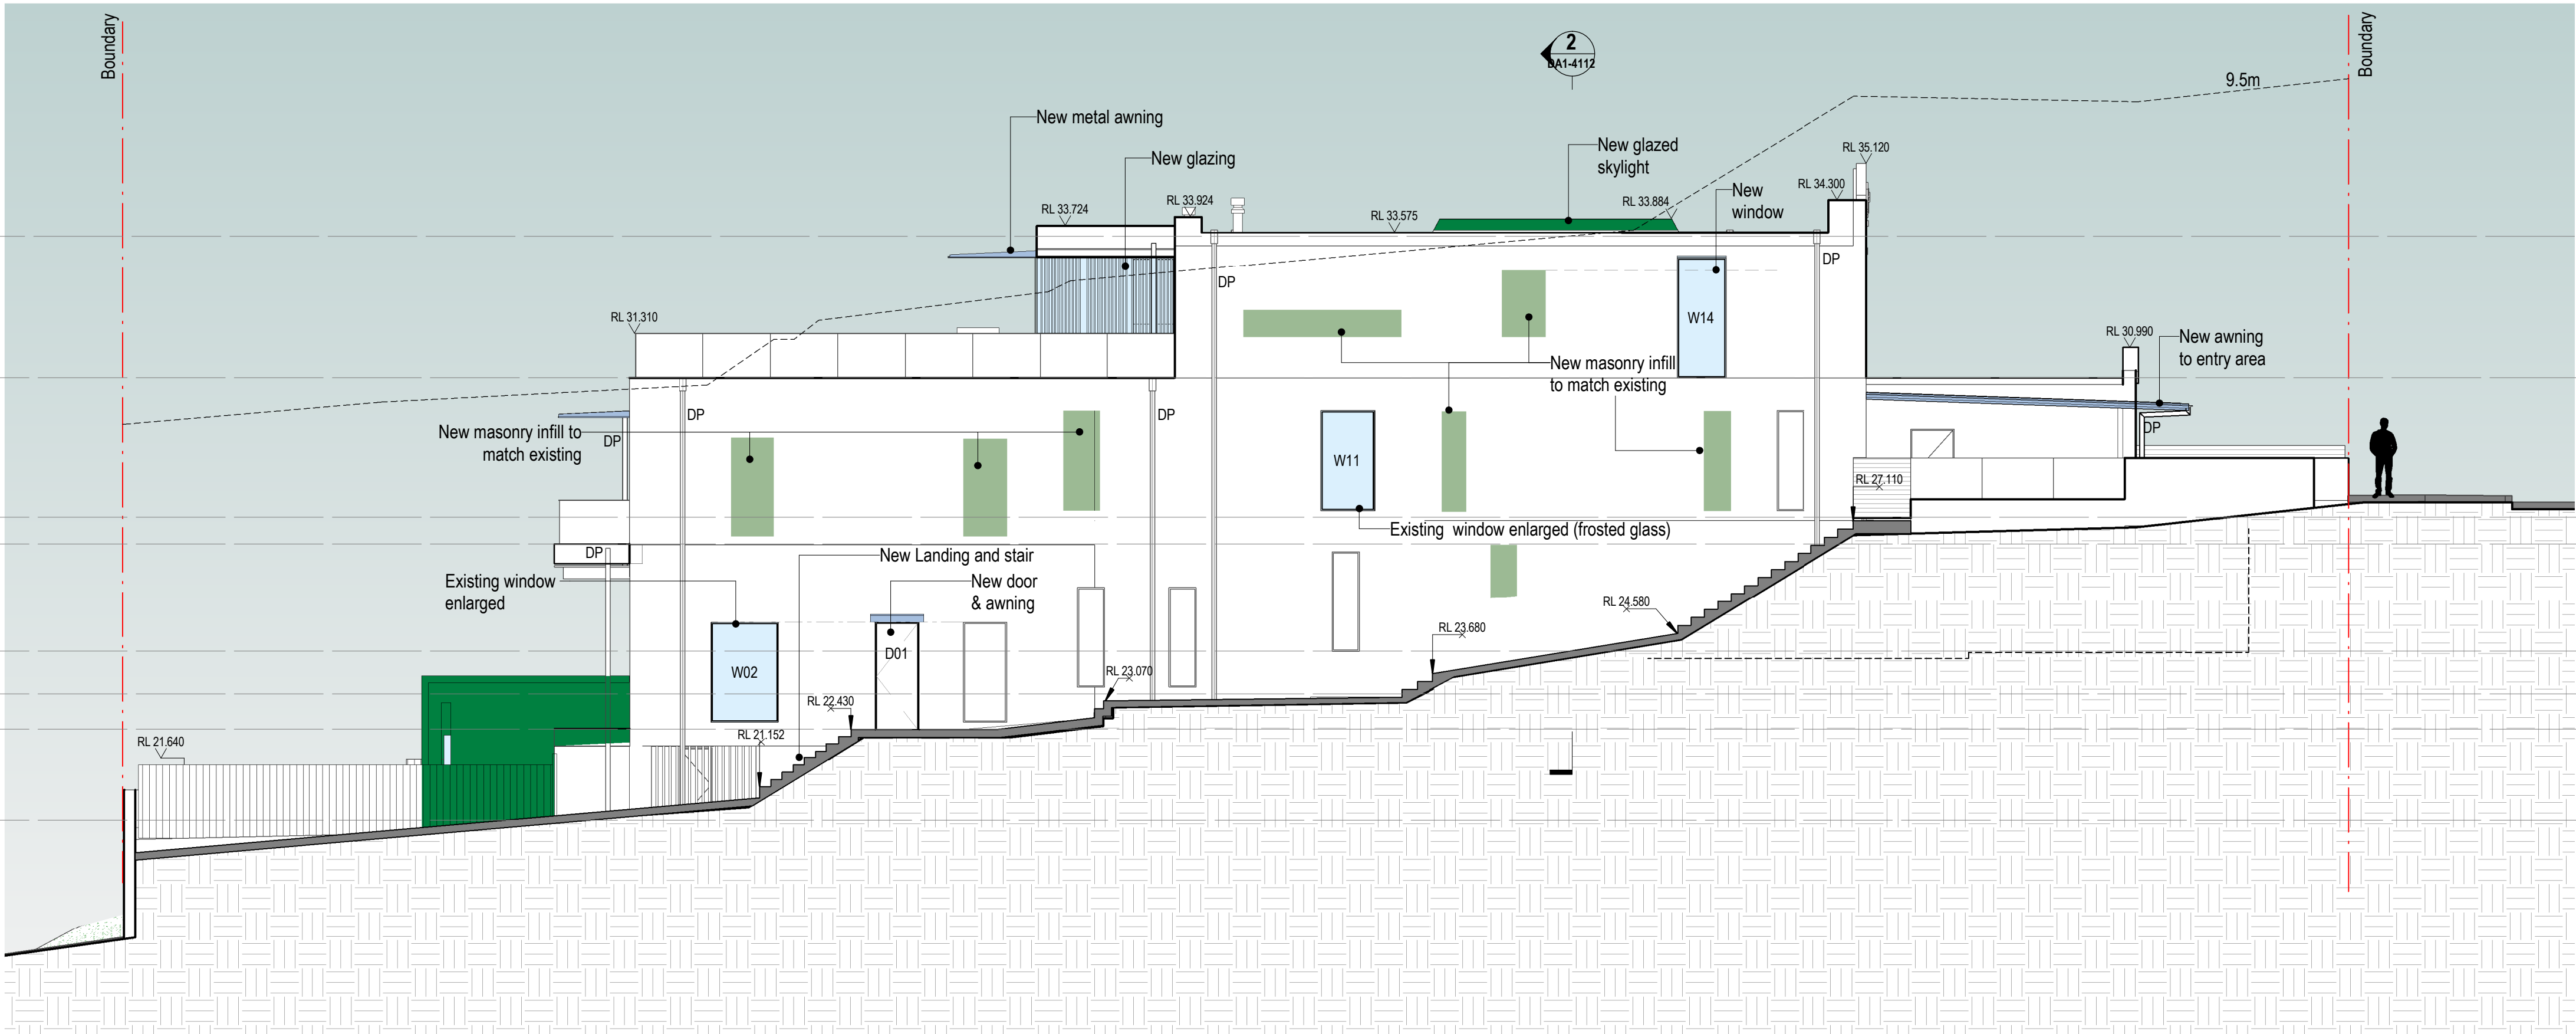 Boundary
Boundary
2
DA1-4112
9.5m
New metal awning
New glazing
New glazed
skylight
RL 35.120
RL 34.300
New
window
RL 33.884
RL 33.924
RL 33.724
RL 33.575
DP
DP
RL 31.310
W14
RL 30.990
New awning
to entry area
New masonry infill
to match existing
DP
DP
DP
DP
New masonry infill to
match existing
W11
RL 27.110
Existing window enlarged (frosted glass)
DP
New Landing and stair
Existing window
enlarged
New door
& awning
RL 24.580
RL 23.680
D01
W02
RL 23.070
RL 22.430
RL 21.152
RL 21.640